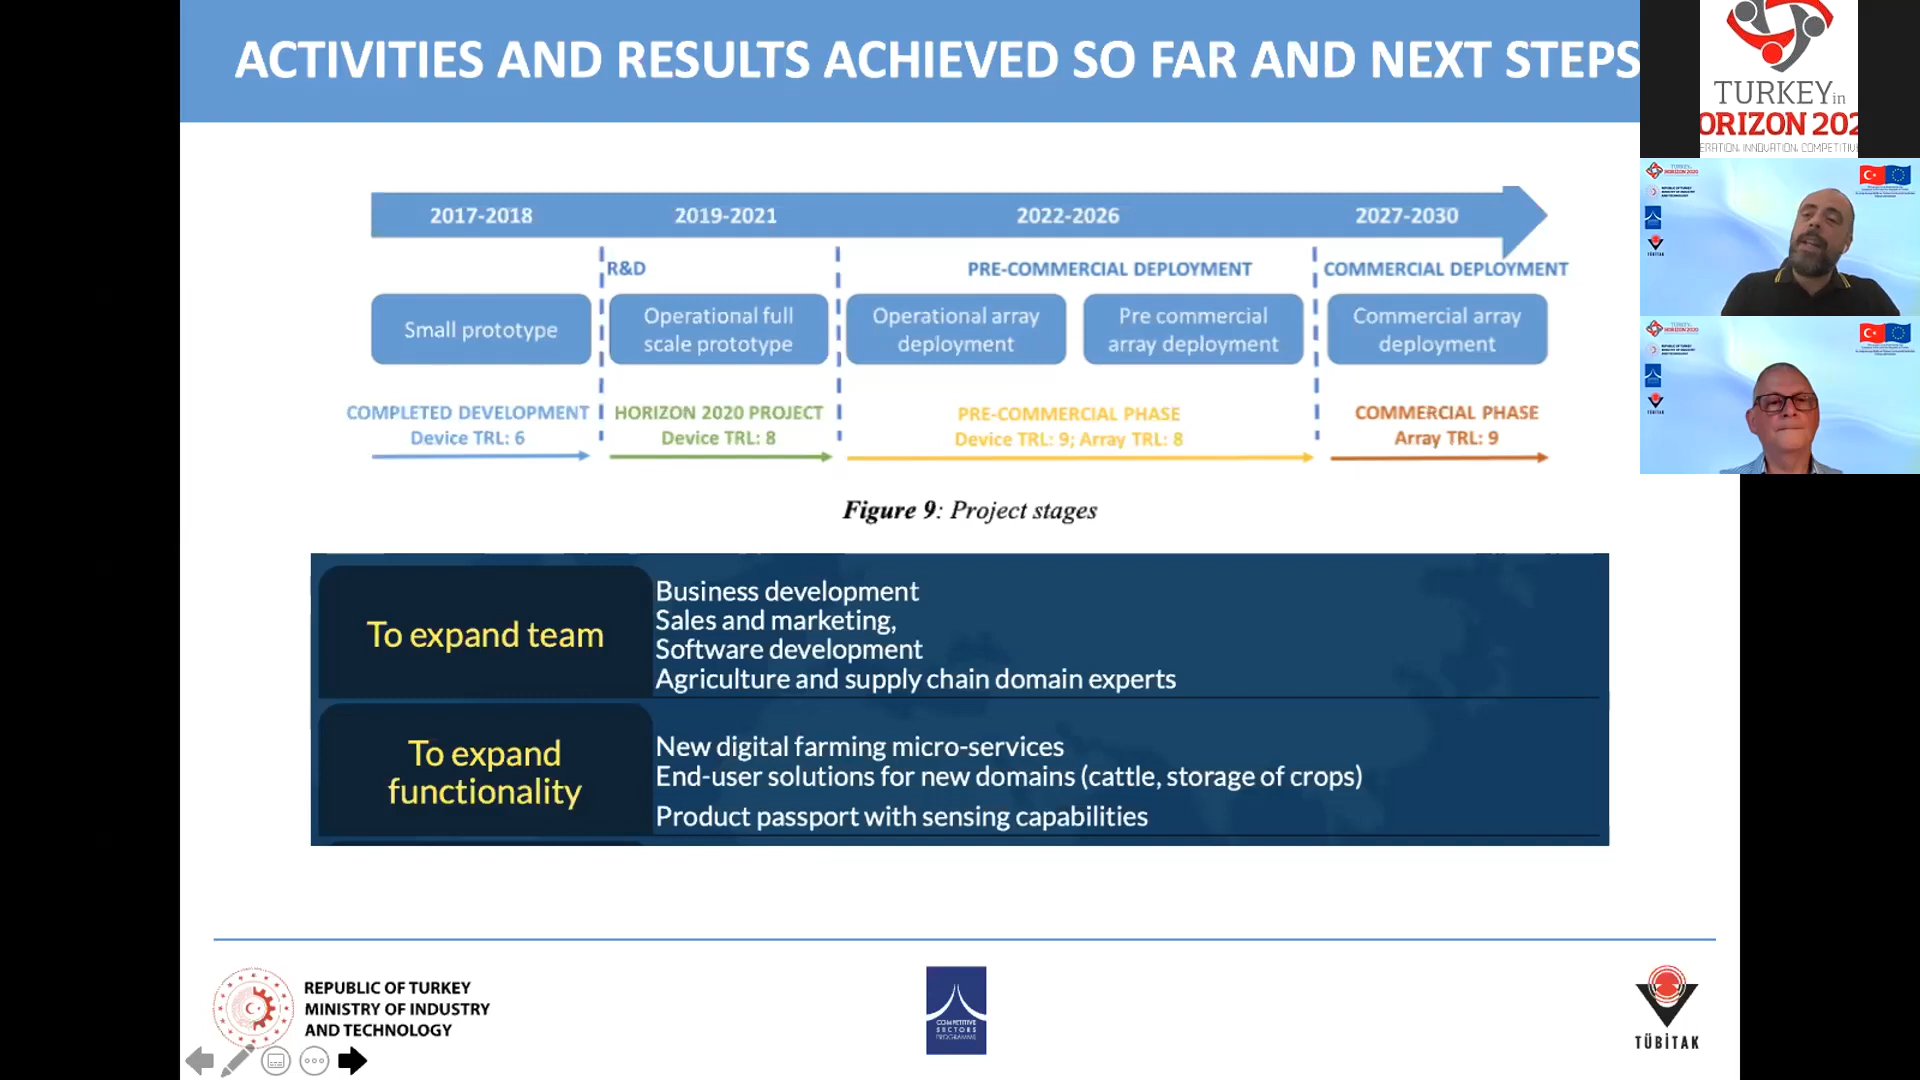 ACTIVITIES AND RESULTS ACHIEVED SO FAR AND NEXT STEPS
2017-2018
2019-2021
2022-2026
2027-2030
R&D
PRE-COMMERCIAL DEPLOYMENT
COMMERCIAL DEPLOYMENT
Small prototype
Operational full
scale prototype
Operational array
deployment
Pre commercial
array deployment
Commercial array
deployment
COMPLETED DEVELOPMENT
Device TRL: 6
HORIZON 2020 PROJECT
Device TRL: 8
PRE-COMMERCIAL PHASE
Device TRL: 9; Array TRL: 8
COMMERCIAL PHASE
Array TRL: 9
Figure 9: Project stages
To expand team
Business development
Sales and marketing,
Software development
Agriculture and supply chain domain experts
To expand
functionality
New digital farming micro-services
End-user solutions for new domains (cattle, storage of crops)
Product passport with sensing capabilities
REPUBLIC OF TURKEY
MINISTRY OF INDUSTRY
AND TECHNOLOGY
COMPETITIVE
SECTORS
PROGRAMME
TÜBİTAK
TURKEY in
ORIZON 202
ERATION, INNOVATION, COMPETITIV